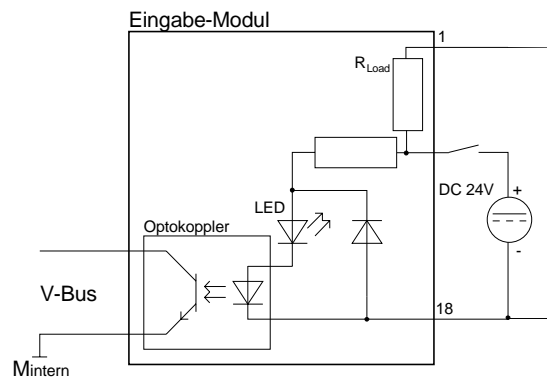 Eingabe-Modul
1
RLoad
DC 24V
+
LED
Optokoppler
-
V-Bus
18
Mintern